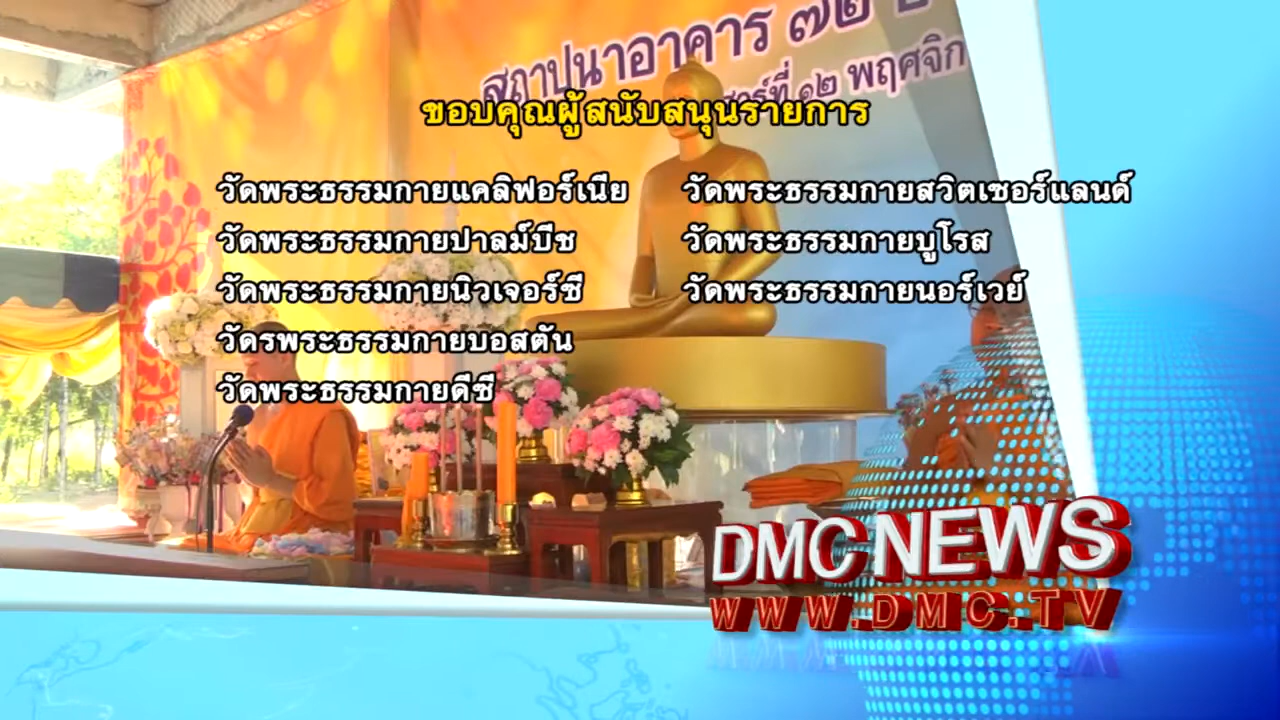 สถาปนาอาคาร ๗๒ ปี
๑๒ พฤศจิก
ขอบคุณผู้สนับสนุนรายการ
วัดพระธรรมกายแคลิฟอร์เนีย
วัดพระธรรมกายปาล์มบีช
วัดพระธรรมกายนิวเจอร์ซี
วัดรพระธรรมกายบอสตัน
วัดพระธรรมกายดีซี
วัดพระธรรมกายสวิตเซอร์แลนด์
วัดพระธรรมกายบูโรส
วัดพระธรรมกายนอร์เวย์
DMC NEWS
WWW.DMC.TV